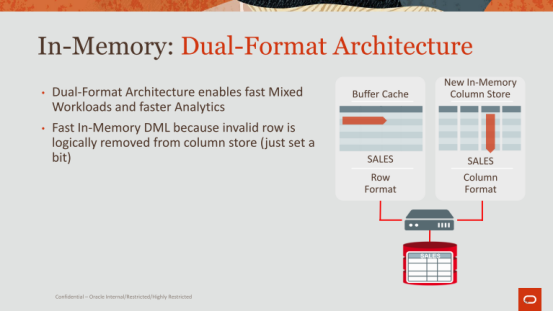 In-Memory: Dual-Format Architecture
• Dual-Format Architecture enables fast Mixed
Workloads and faster Analytics
• Fast In-Memory DML because invalid row is
logically removed from column store (just set a
bit)
Buffer Cache
SALES
Row
Format
New In-Memory
Column Store
SALES
Column
Format
SALES
Confidential – Oracle Internal/Restricted/Highly Restricted